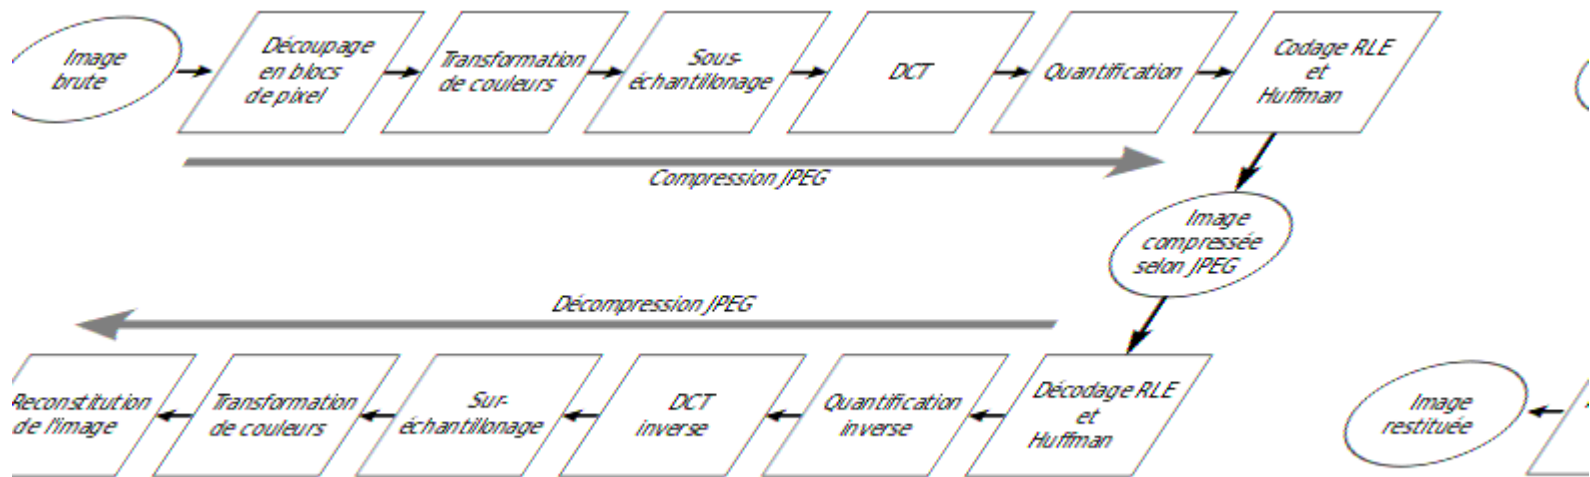 Image
brute
Découpage
en blocs
de pixel
Transformation
de couleurs
Sous-
échantillonage
DCT
Quantification
Codage RLE
et
Huffman
Compression JPEG
Image
compressée
selon JPEG
Décompression JPEG
Reconstitution
de l'image
Transformation
de couleurs
Sur-
échantillonage
DCT
inverse
Quantification
inverse
Décodage RLE
et
Huffman
Image
restituée